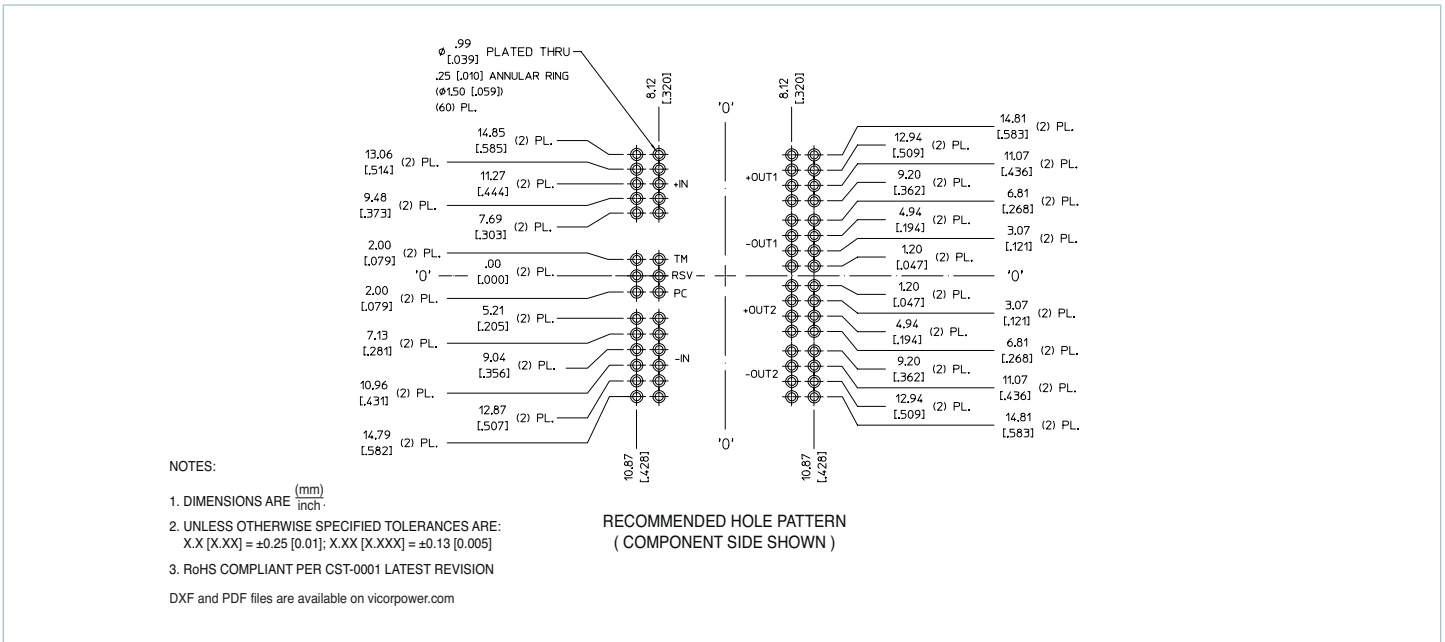 ø .99 PLATED THRU
[.039]
.25 [.010] ANNULAR RING
(ø1.50 [.059])
(60) PL.
8.12
[.320]
'0'
8.12
[.320]
14.85
[.585] (2) PL.
13.06
[.514] (2) PL.
11.27
[.444] (2) PL.
9.48
[.373] (2) PL.
7.69
[.303] (2) PL.
2.00
[.079] (2) PL.
'0'
.00
[.000] (2) PL.
2.00
[.079] (2) PL.
5.21
[.205] (2) PL.
7.13
[.281] (2) PL.
9.04
[.356] (2) PL.
10.96
[.431] (2) PL.
12.87
[.507] (2) PL.
14.79
[.582] (2) PL.
+IN
TM
RSV
PC
-IN
10.87
[.428]
'0'
+OUT1
-OUT1
+OUT2
-OUT2
10.87
[.428]
14.81
[.583] (2) PL.
12.94
[.509] (2) PL.
11.07
[.436] (2) PL.
9.20
[.362] (2) PL.
6.81
[.268] (2) PL.
4.94
[.194] (2) PL.
3.07
[.121] (2) PL.
1.20
[.047] (2) PL.
'0'
1.20
[.047] (2) PL.
3.07
[.121] (2) PL.
4.94
[.194] (2) PL.
6.81
[.268] (2) PL.
9.20
[.362] (2) PL.
11.07
[.436] (2) PL.
12.94
[.509] (2) PL.
14.81
[.583] (2) PL.
RECOMMENDED HOLE PATTERN
( COMPONENT SIDE SHOWN )
NOTES:
1. DIMENSIONS ARE (mm)
inch.
2. UNLESS OTHERWISE SPECIFIED TOLERANCES ARE:
X.X [X.XX] = ±0.25 [0.01]; X.XX [X.XXX] = ±0.13 [0.005]
3. RoHS COMPLIANT PER CST-0001 LATEST REVISION
DXF and PDF files are available on vicorpower.com